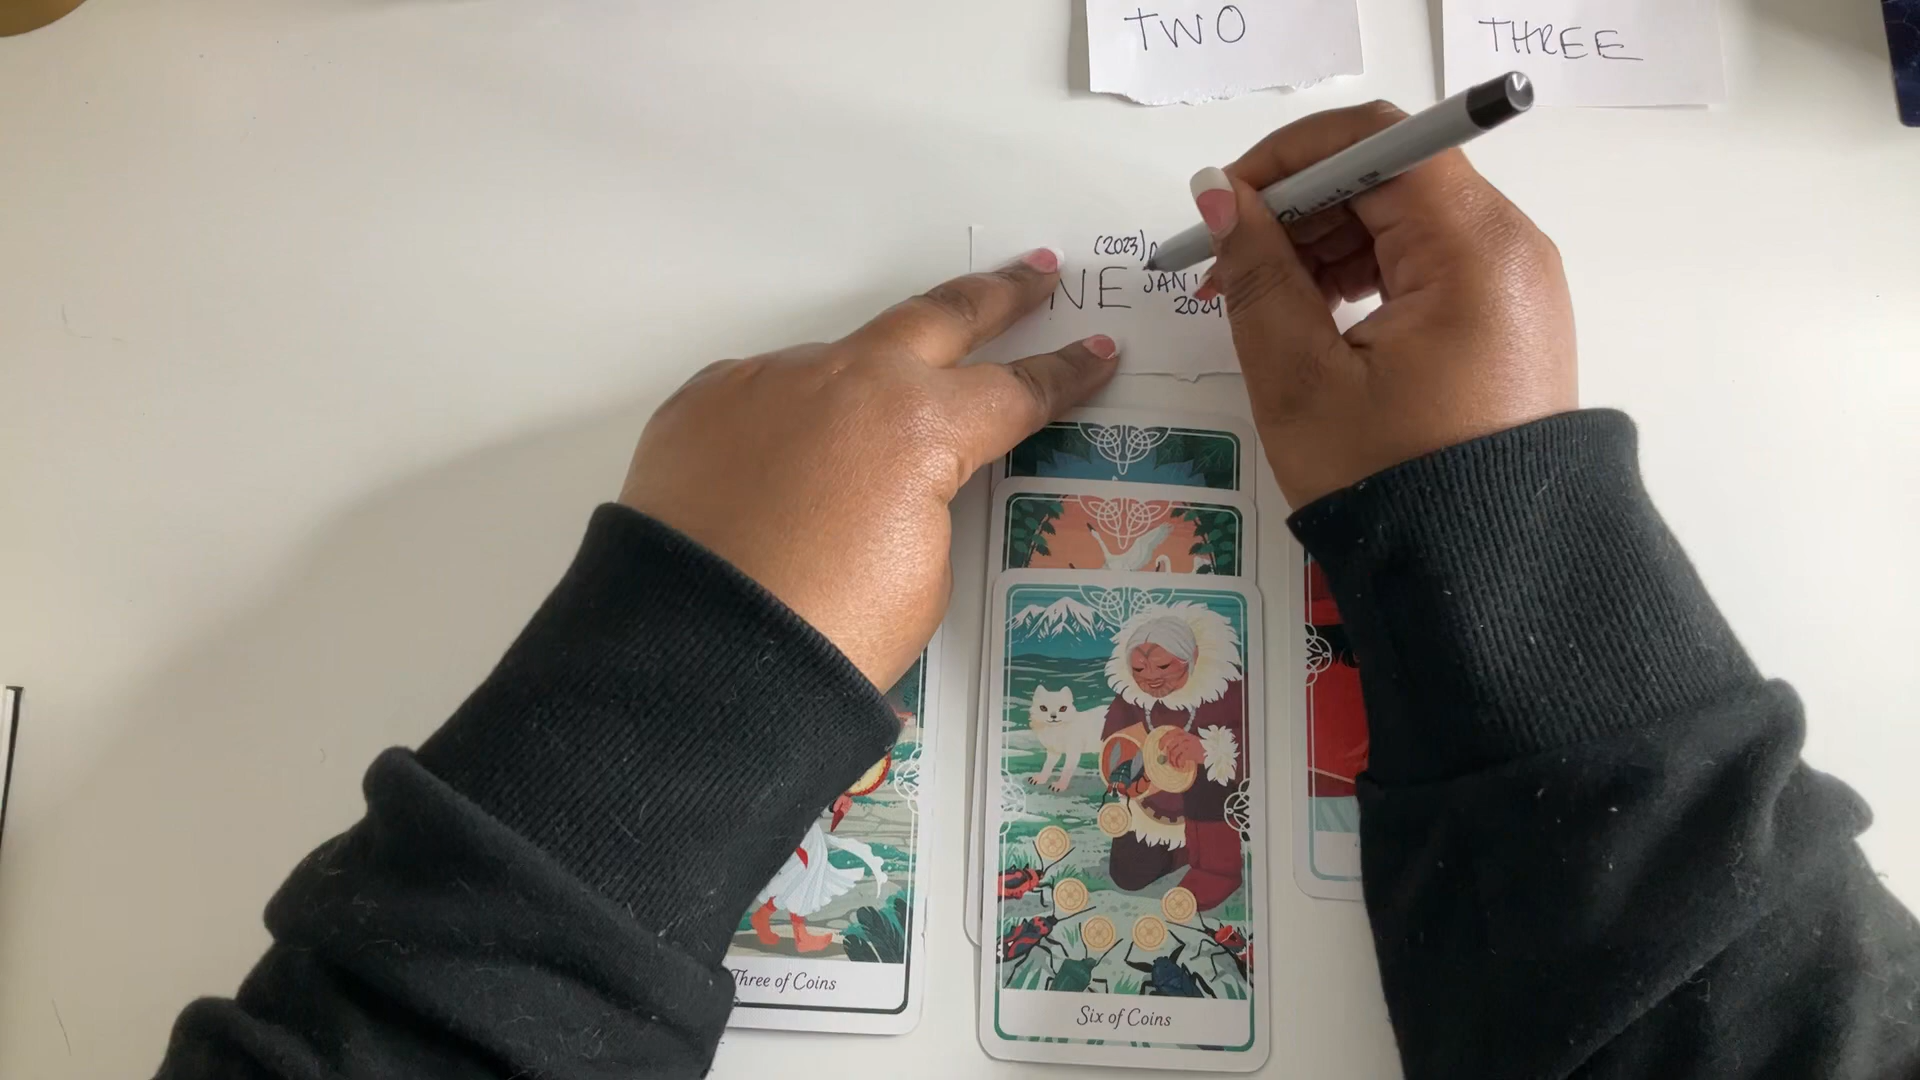 TWO
THREE
(2023)
NE JAN
2024
Three of Coins
Six of Coins